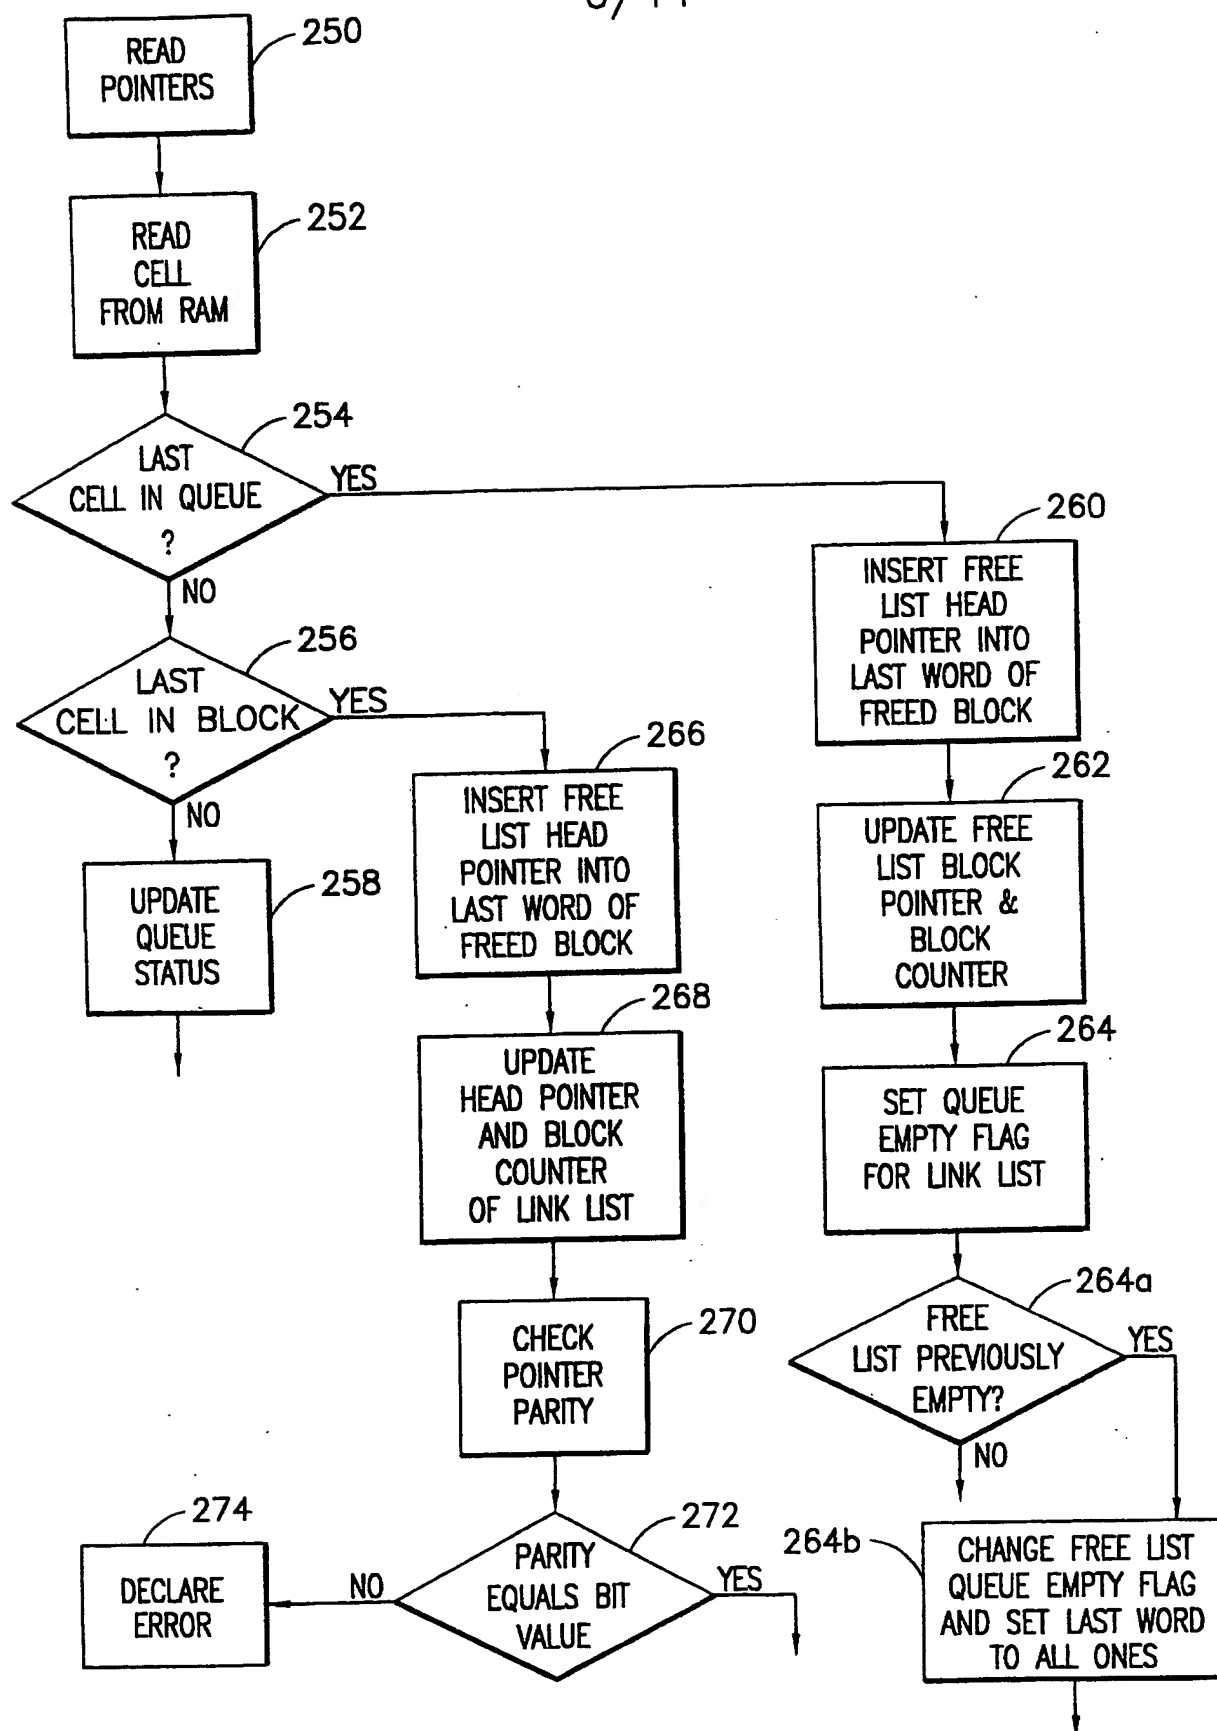 250
READ
POINTERS
252
READ
CELL
FROM RAM
254
LAST
CELL IN QUEUE
?
YES
NO
260
INSERT FREE
LIST HEAD
POINTER INTO
LAST WORD OF
FREED BLOCK
256
LAST
CELL IN BLOCK
?
YES
NO
266
INSERT FREE
LIST HEAD
POINTER INTO
LAST WORD OF
FREED BLOCK
262
UPDATE FREE
LIST BLOCK
POINTER &
BLOCK
COUNTER
258
UPDATE
QUEUE
STATUS
268
UPDATE
HEAD POINTER
AND BLOCK
COUNTER
OF LINK LIST
264
SET QUEUE
EMPTY FLAG
FOR LINK LIST
264a
FREE
LIST PREVIOUSLY
EMPTY?
YES
NO
270
CHECK
POINTER
PARITY
272
PARITY
EQUALS BIT
VALUE
NO
YES
274
DECLARE
ERROR
264b
CHANGE FREE LIST
QUEUE EMPTY FLAG
AND SET LAST WORD
TO ALL ONES